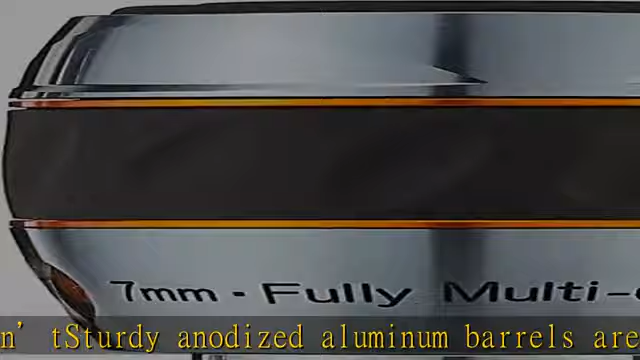 7mm · Fully Multi-
n’tSturdy anodized aluminum barrels are